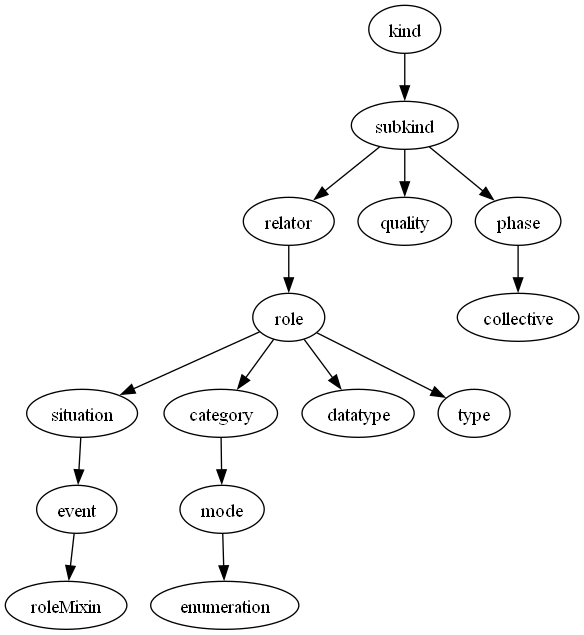 kind
subkind
relator
quality
phase
role
collective
situation
category
datatype
type
event
mode
roleMixin
enumeration